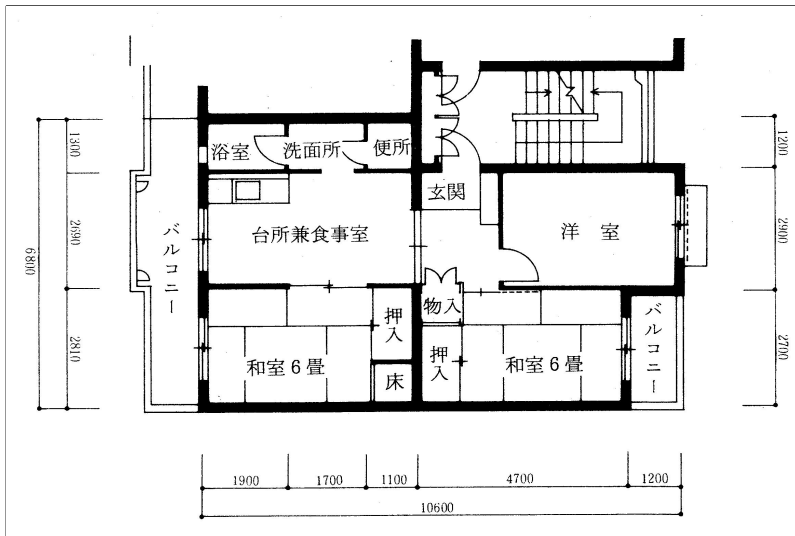 浴室
洗面所
便所
玄関
台所兼食事室
洋室
バルコニー
物入
押入
押入
和室6畳
床
和室6畳
バルコニー
1300
2690
2810
6800
1200
2900
2700
1900
1700
1100
4700
1200
10600